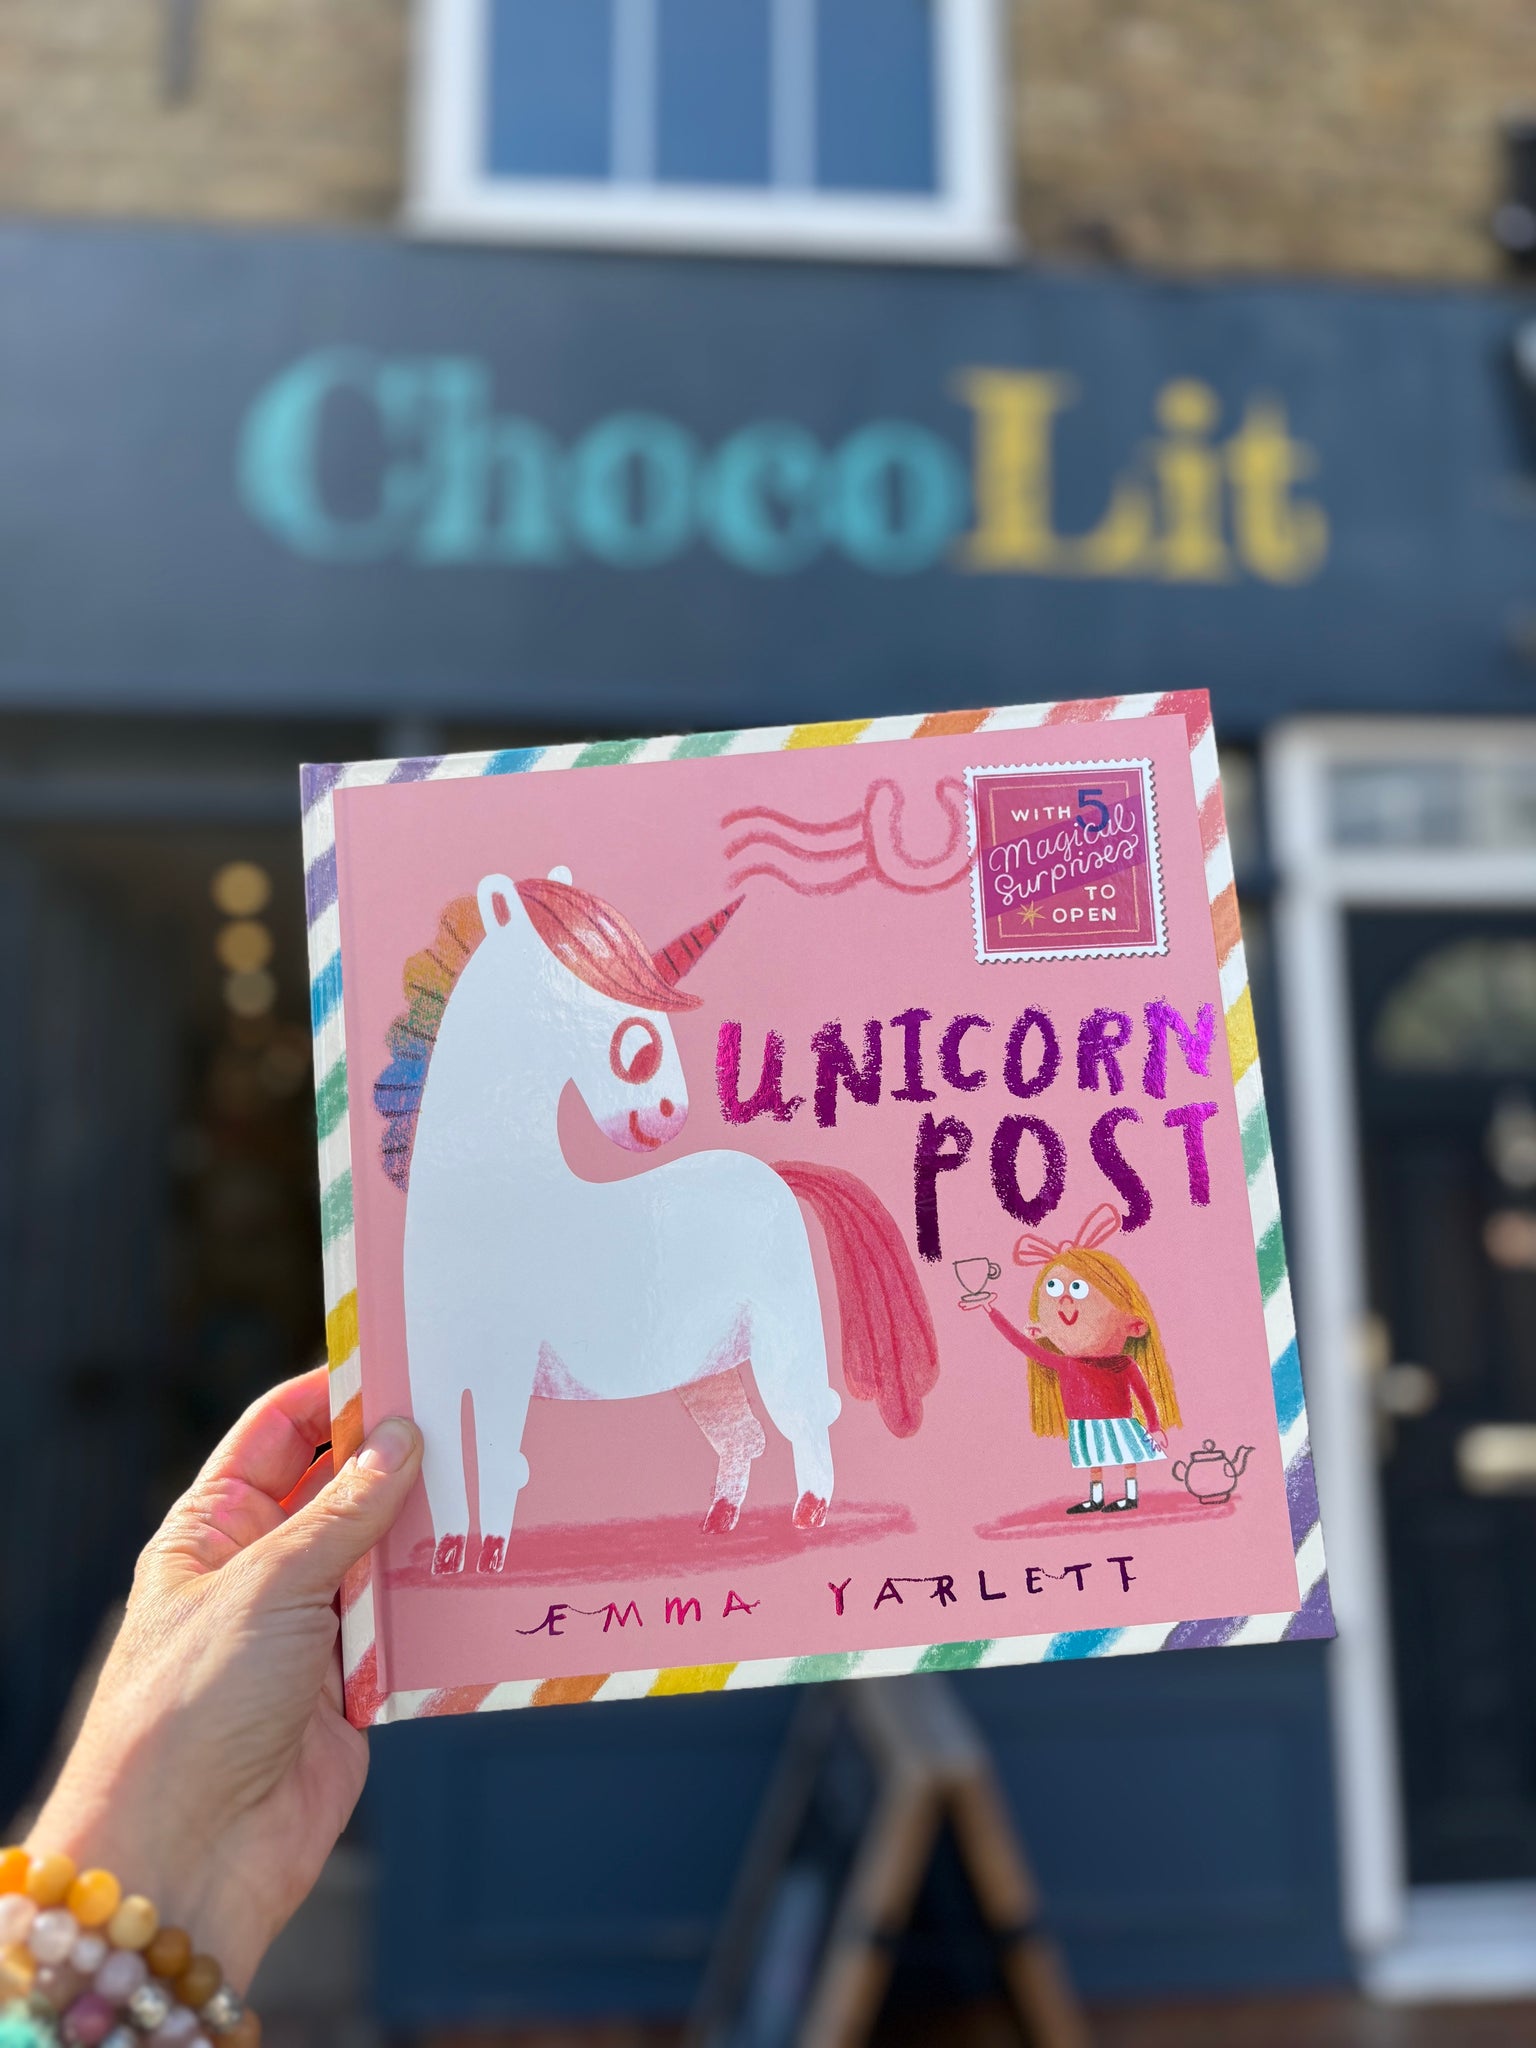 ChocoLit
WITH 5
Magical
Surprises
TO
OPEN
UNICORN
POST
EMMA YARLETT